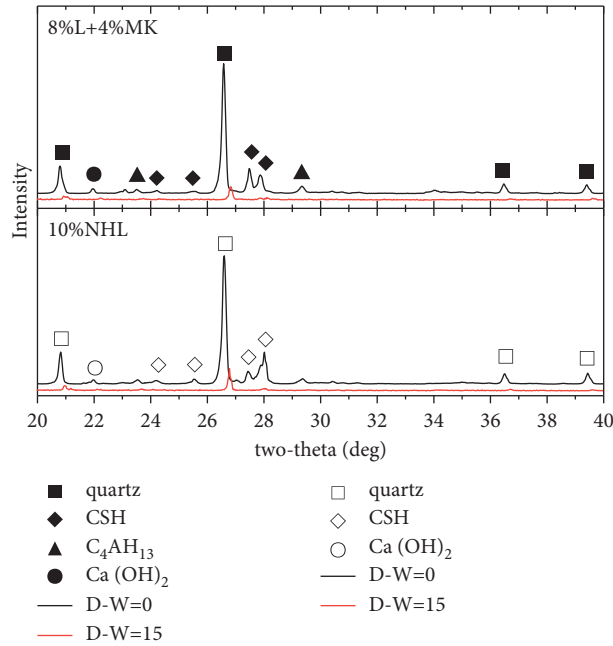 8%L+4%MK
Intensity
10%NHL
20 22 24 26 28 30 32 34 36 38 40
two-theta (deg)
quartz quartz
CSH CSH
C₄AH₁₃ Ca (OH)₂
Ca (OH)₂ D-W=0
D-W=0 D-W=15
D-W=15